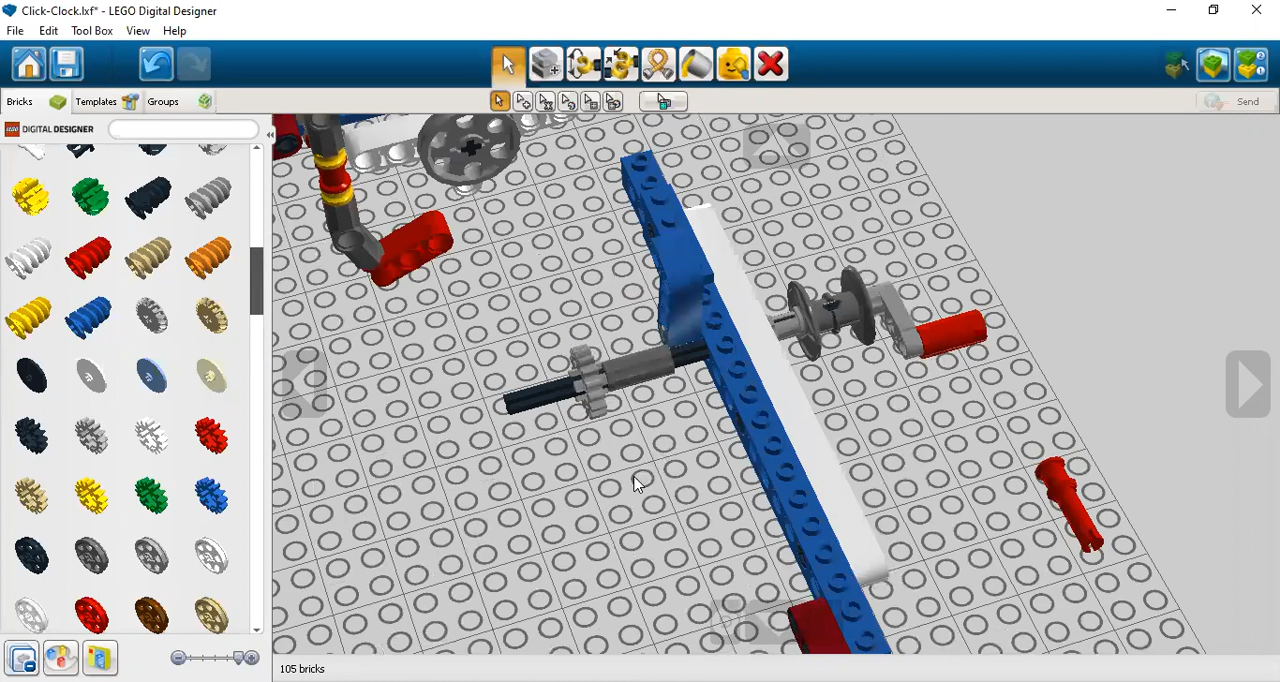 Click-Clock.lxf* - LEGO Digital Designer
File Edit Tool Box View Help
Bricks Templates Groups Send
LEGO DIGITAL DESIGNER
105 bricks